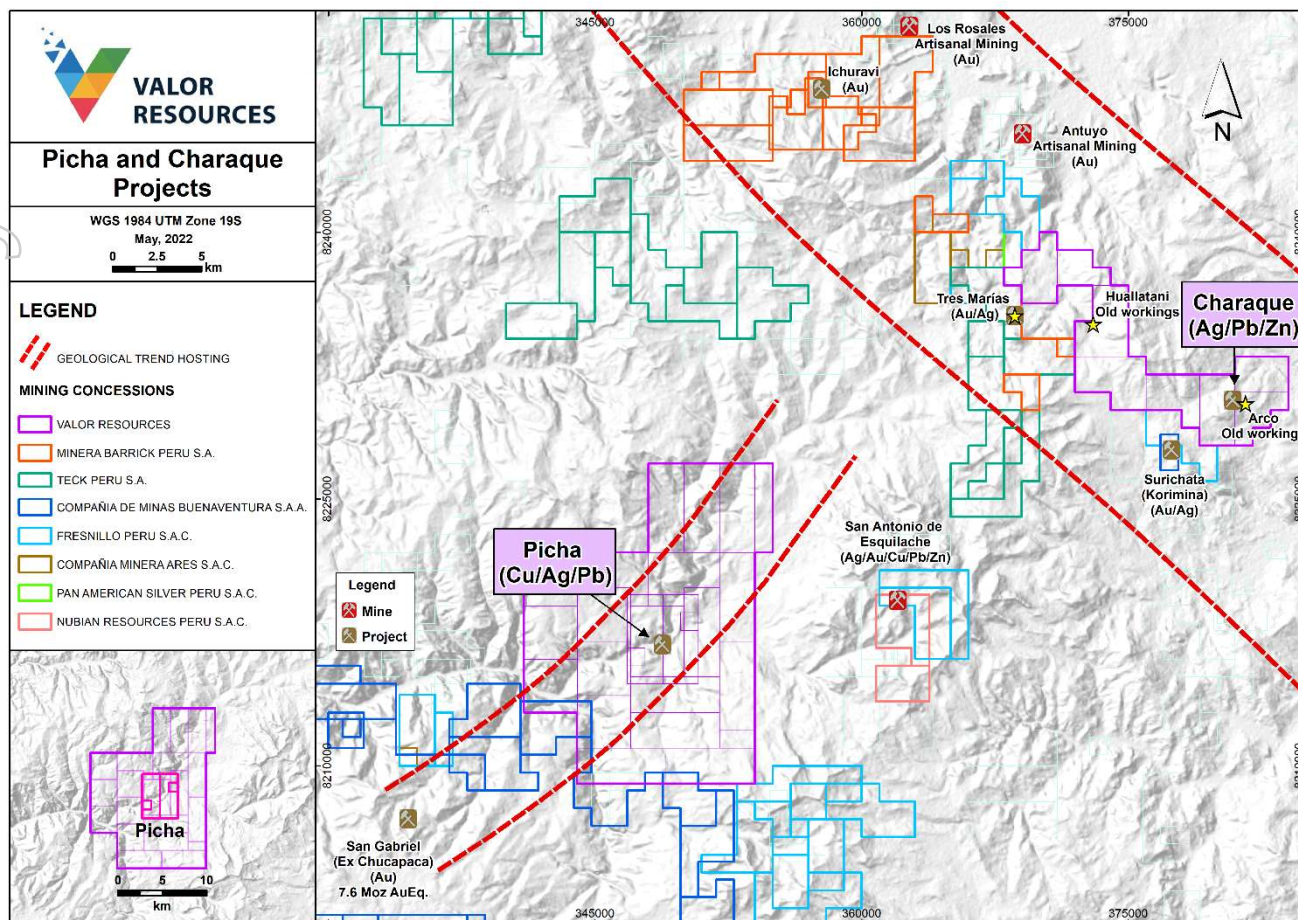 VALOR
RESOURCES
Picha and Charaque
Projects
WGS 1984 UTM Zone 19S
May, 2022
0 2.5 5
km
LEGEND
GEOLOGICAL TREND HOSTING
MINING CONCESSIONS
VALOR RESOURCES
MINERA BARRICK PERU S.A.
TECK PERU S.A.
COMPAÑIA DE MINAS BUENAVENTURA S.A.A.
FRESNILLO PERU S.A.C.
COMPAÑIA MINERA ARES S.A.C.
PAN AMERICAN SILVER PERU S.A.C.
NUBIAN RESOURCES PERU S.A.C.
Picha
0 5 10
km
345000
360000
375000
Los Rosales
Artisanal Mining
(Au)
Ichuravi
(Au)
N
Antuyo
Artisanal Mining
(Au)
8240000
8240000
Tres Marías
(Au/Ag)
Huallatani
Old workings
Charaque
(Ag/Pb/Zn)
Arco
Old working
Surichata
(Korimina)
(Au/Ag)
8225000
8225000
San Antonio de
Esquilache
(Ag/Au/Cu/Pb/Zn)
Picha
(Cu/Ag/Pb)
Legend
Mine
Project
8210000
8210000
San Gabriel
(Ex Chucapaca)
(Au)
7.6 Moz AuEq.
345000
360000
375000